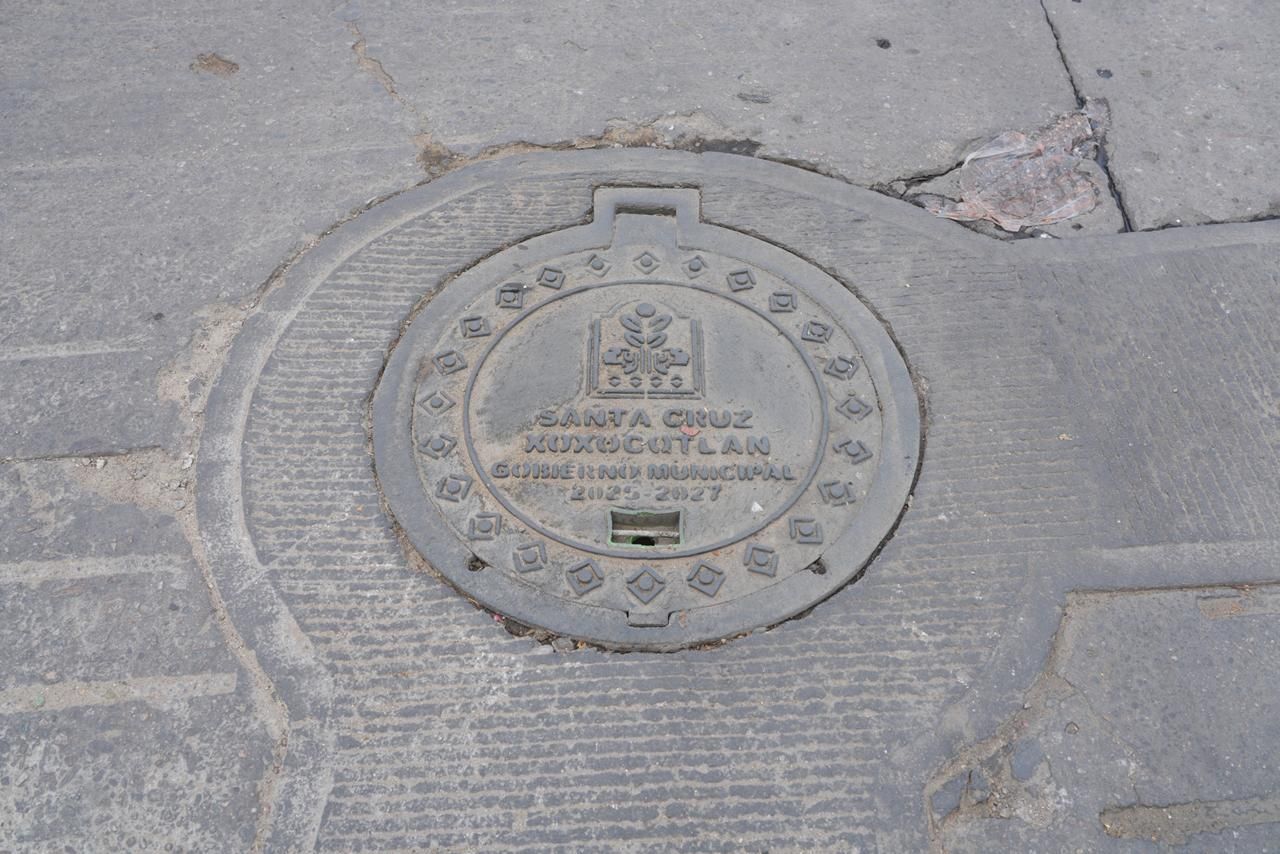 SANTA CRUZ
XOXOCOTLAN
GOBIERNO MUNICIPAL
2025-2027